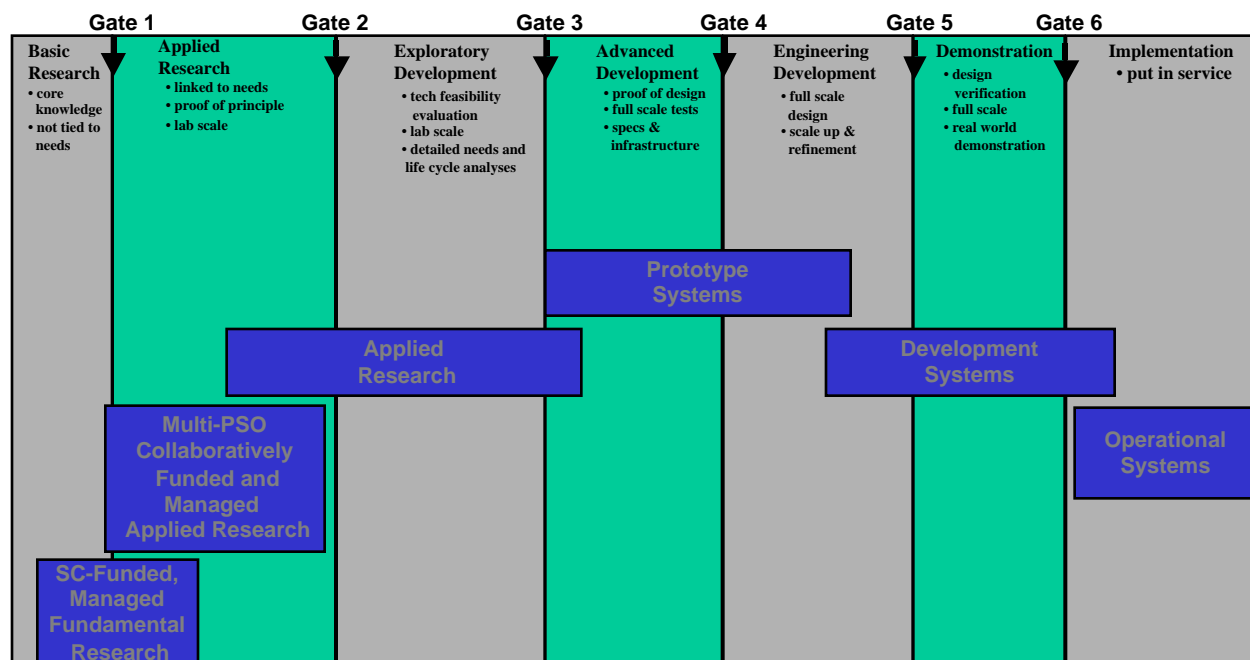 Gate 1
Gate 2
Gate 3
Gate 4
Gate 5
Gate 6
Basic
Research
• core
knowledge
• not tied to
needs
Applied
Research
• linked to needs
• proof of principle
• lab scale
Exploratory
Development
• tech feasibility
evaluation
• lab scale
• detailed needs and
life cycle analyses
Advanced
Development
• proof of design
• full scale tests
• specs &
infrastructure
Engineering
Development
• full scale
design
• scale up &
refinement
Demonstration
• design
verification
• full scale
• real world
demonstration
Implementation
• put in service
Prototype
Systems
Applied
Research
Development
Systems
Multi-PSO
Collaboratively
Funded and
Managed
Applied Research
Operational
Systems
SC-Funded,
Managed
Fundamental
Research